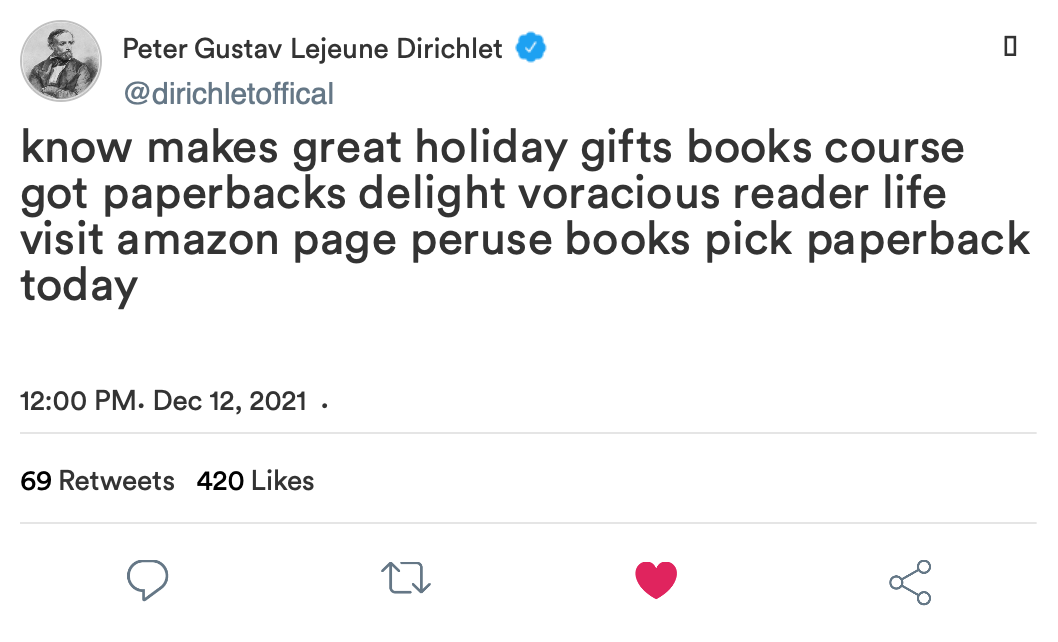 Peter Gustav Lejeune Dirichlet
@dirichletoffical
know makes great holiday gifts books course
got paperbacks delight voracious reader life
visit amazon page peruse books pick paperback
today
12:00 PM. Dec 12, 2021 .
69 Retweets 420 Likes